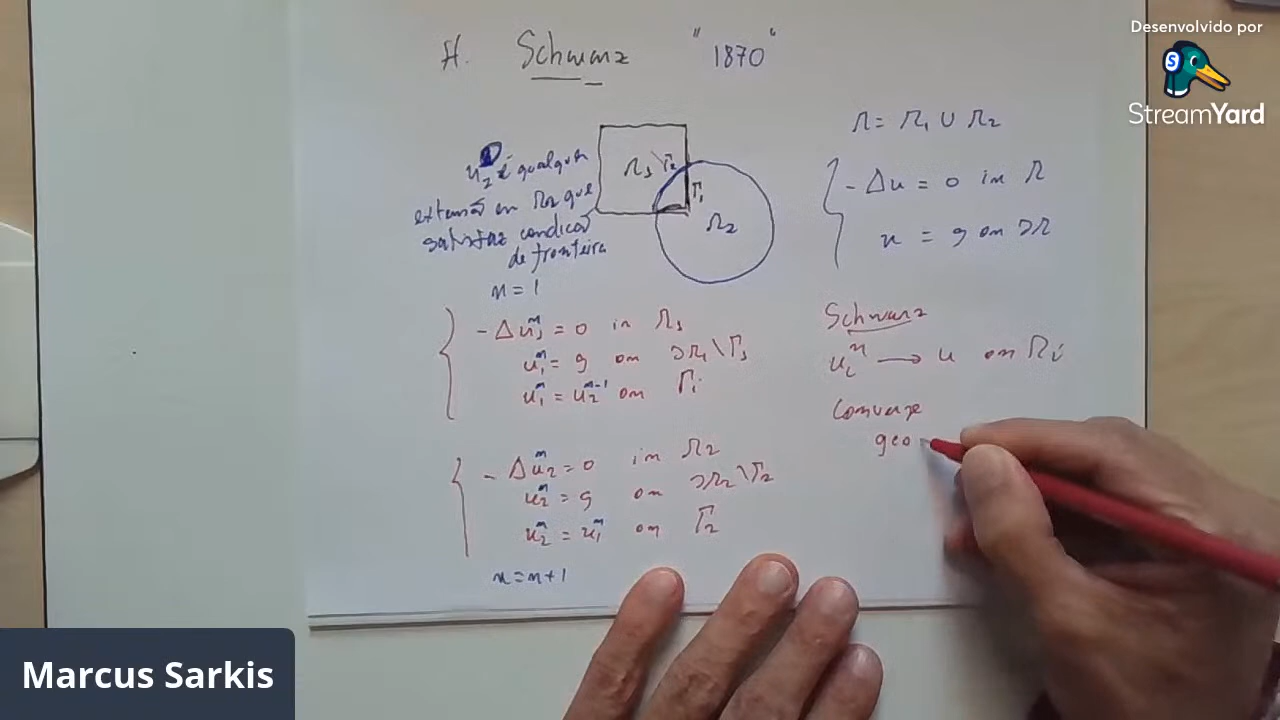 Desenvolvido por
StreamYard
H. Schwarz "1870"
Ω = Ω₁ ∪ Ω₂
-Δu = 0 in Ω
u = g on ∂Ω
Ω₁
Γ₂
Γ₁
Ω₂
u₂⁰ é qualquer
extensão em Ω₂ que
satisfaz condição
de fronteira
n = 1
-Δu₁ⁿ = 0 in Ω₁
u₁ⁿ = g on ∂Ω₁\Γ₁
u₁ⁿ = u₂ⁿ⁻¹ on Γ₁
-Δu₂ⁿ = 0 in Ω₂
u₂ⁿ = g on ∂Ω₂\Γ₂
u₂ⁿ = u₁ⁿ on Γ₂
n = n+1
Schwarz
uᵢⁿ → u on Ωᵢ
Converge
geo
Marcus Sarkis